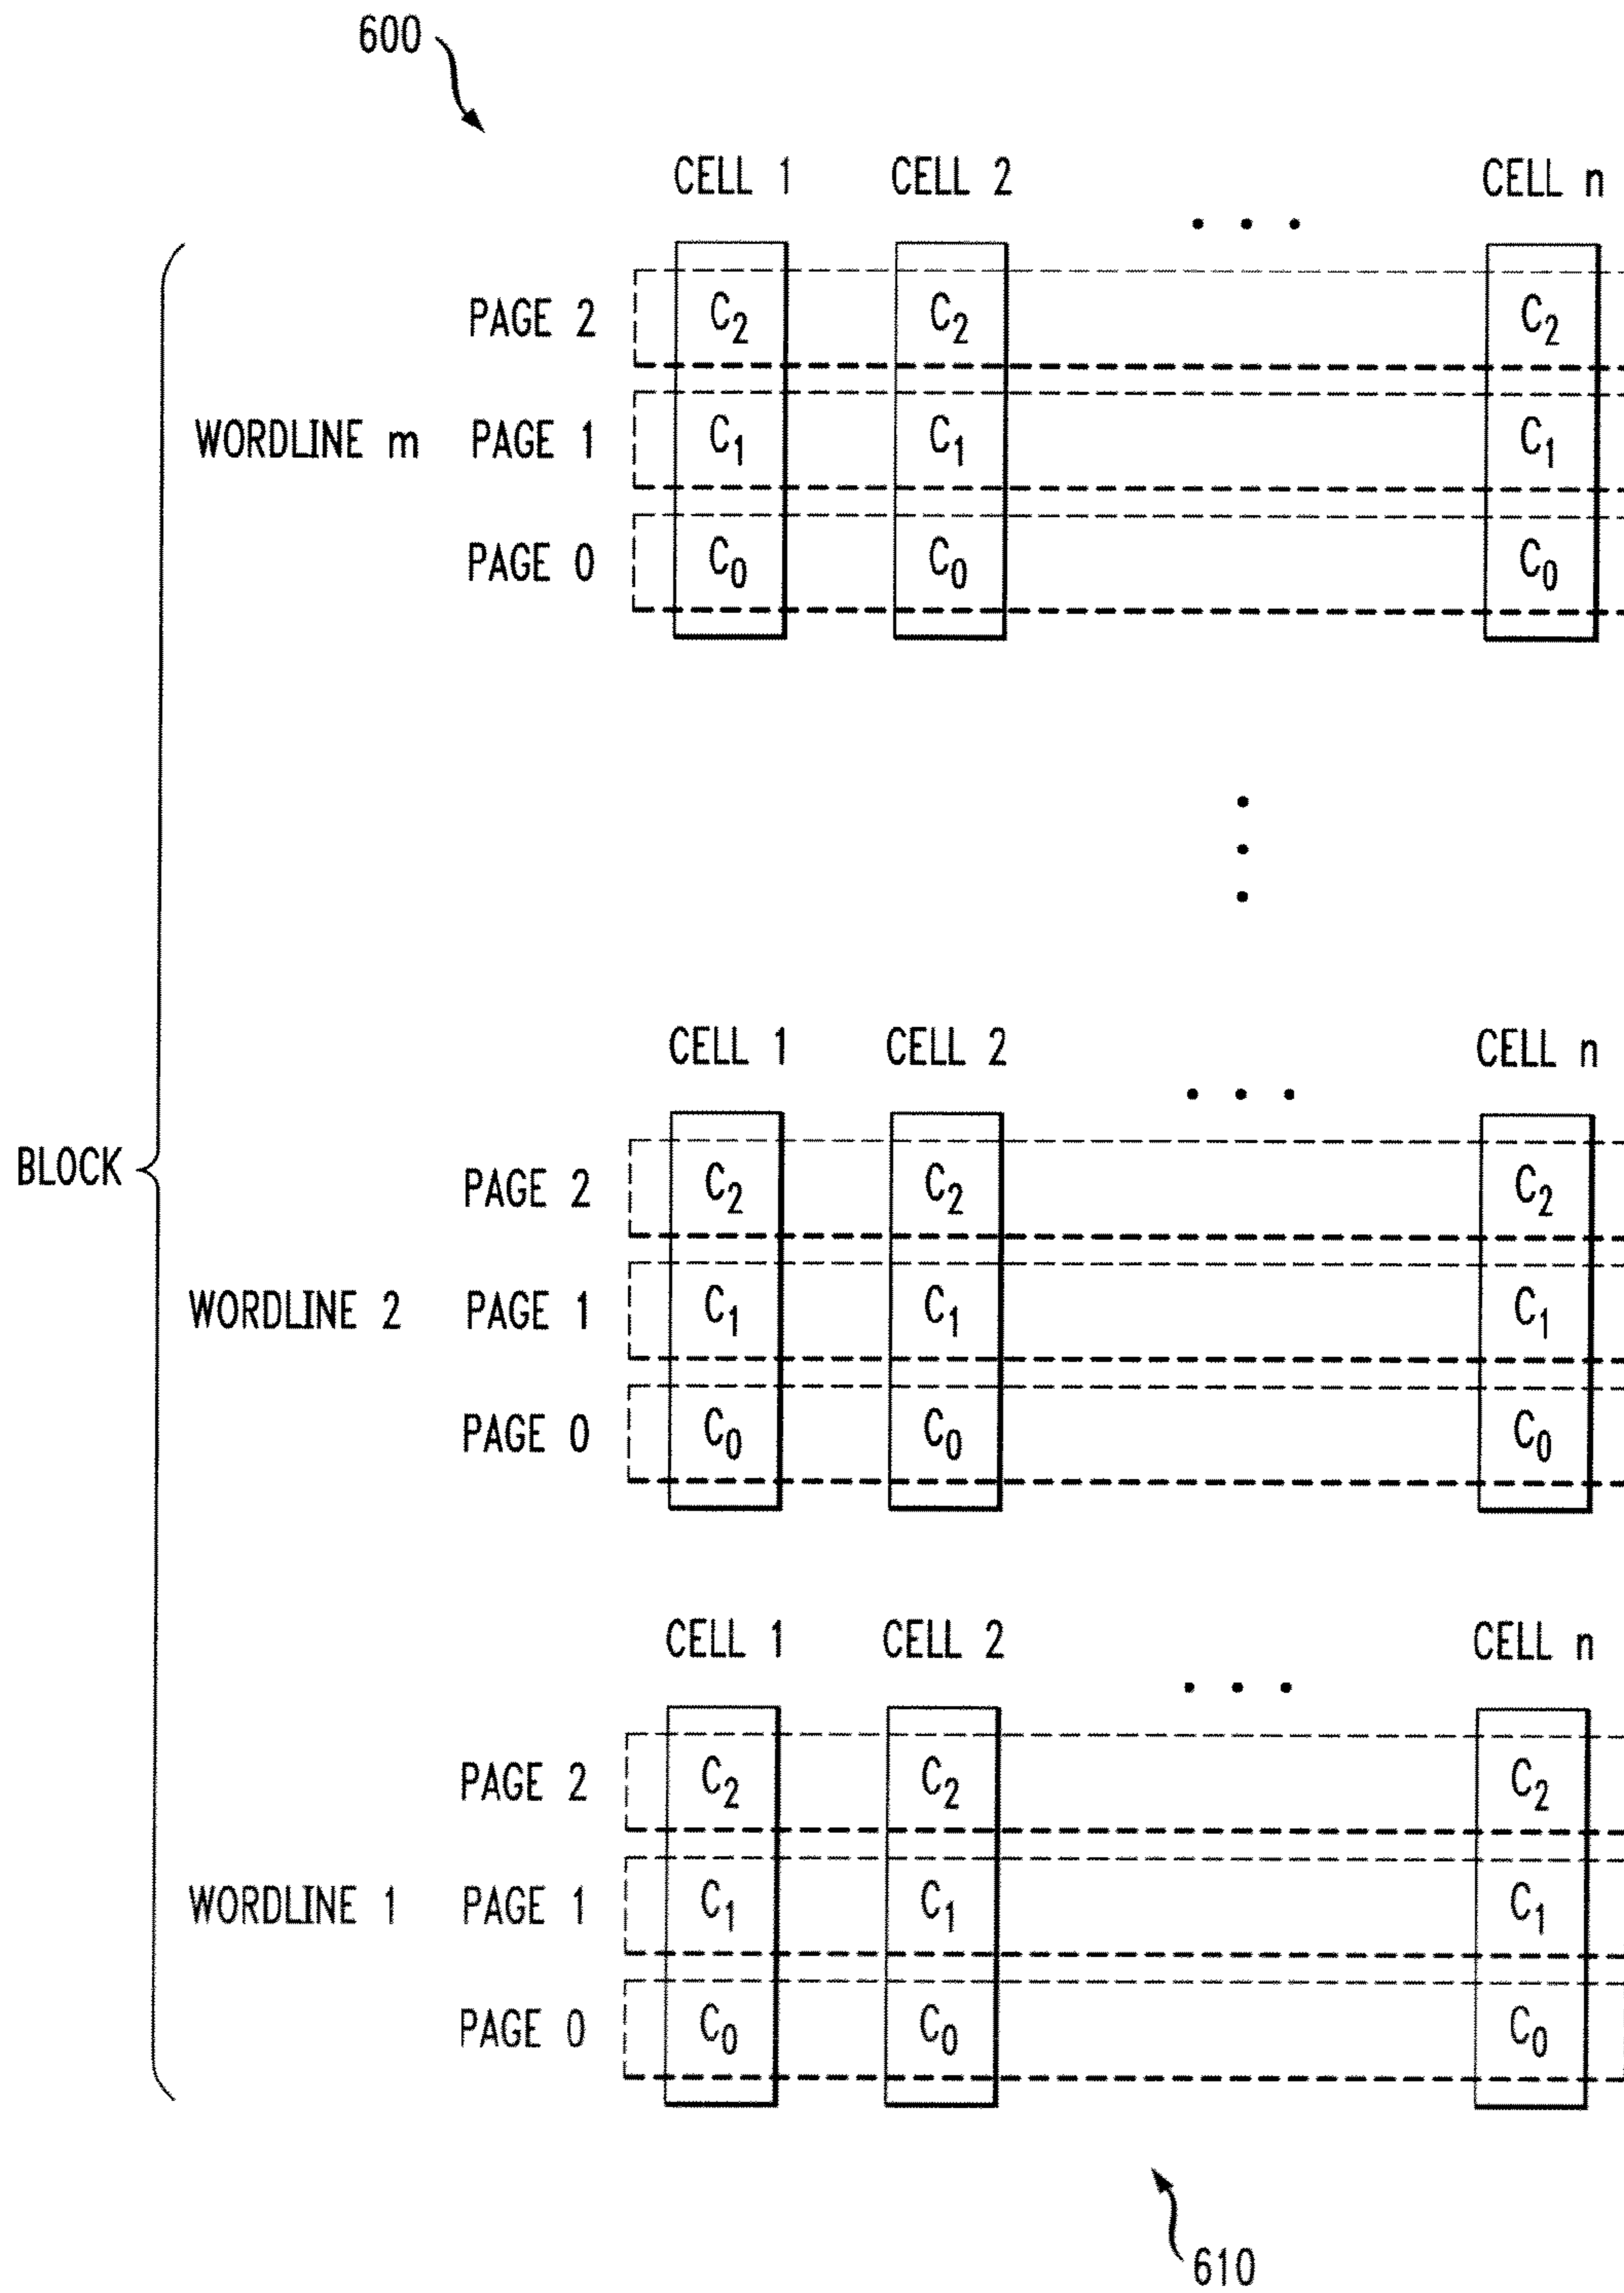 600
CELL 1 CELL 2 . . . CELL n
PAGE 2 C2 C2 C2
WORDLINE m PAGE 1 C1 C1 C1
PAGE 0 C0 C0 C0
CELL 1 CELL 2 . . . CELL n
BLOCK
PAGE 2 C2 C2 C2
WORDLINE 2 PAGE 1 C1 C1 C1
PAGE 0 C0 C0 C0
CELL 1 CELL 2 . . . CELL n
PAGE 2 C2 C2 C2
WORDLINE 1 PAGE 1 C1 C1 C1
PAGE 0 C0 C0 C0
610